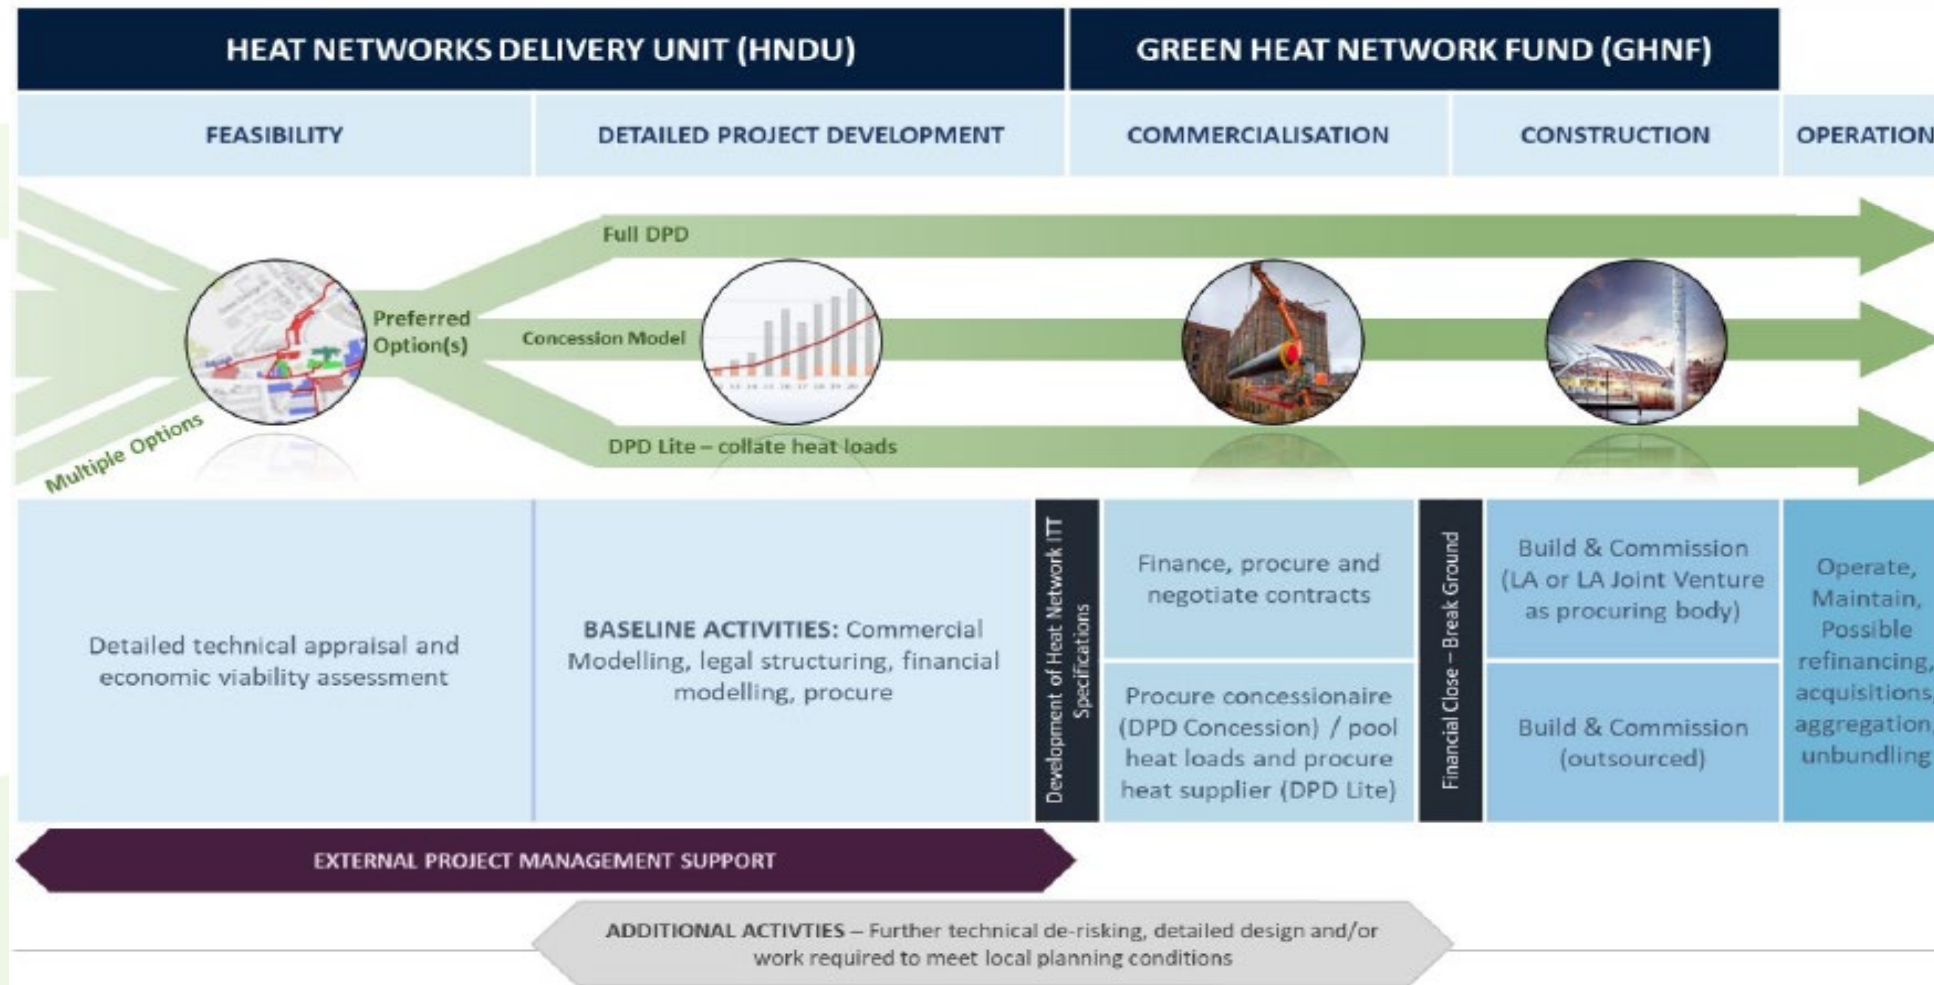 HEAT NETWORKS DELIVERY UNIT (HNDU)
GREEN HEAT NETWORK FUND (GHNF)
FEASIBILITY
DETAILED PROJECT DEVELOPMENT
COMMERCIALISATION
CONSTRUCTION
OPERATION
Full DPD
Preferred
Option(s)
Concession Model
Multiple Options
DPD Lite – collate heat loads
Detailed technical appraisal and
economic viability assessment
BASELINE ACTIVITIES: Commercial
Modelling, legal structuring, financial
modelling, procure
Development of Heat Network ITT
Specifications
Finance, procure and
negotiate contracts
Procure concessionaire
(DPD Concession) / pool
heat loads and procure
heat supplier (DPD Lite)
Financial Close – Break Ground
Build & Commission
(LA or LA Joint Venture
as procuring body)
Build & Commission
(outsourced)
Operate,
Maintain,
Possible
refinancing,
acquisitions,
aggregation,
unbundling
EXTERNAL PROJECT MANAGEMENT SUPPORT
ADDITIONAL ACTIVTIES – Further technical de-risking, detailed design and/or
work required to meet local planning conditions